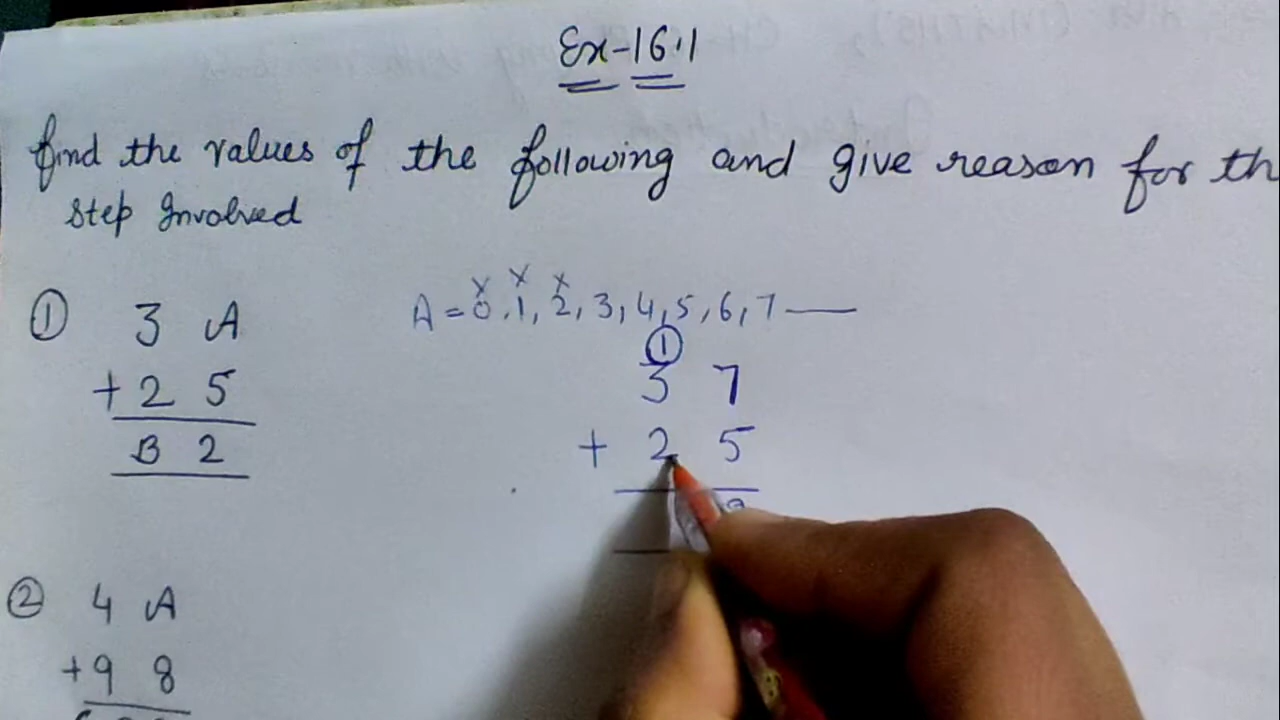 Ex-16.1
find the values of the following and give reason for th
step involved
① 3 A
+ 2 5
B 2
A = 0, 1, 2, 3, 4, 5, 6, 7 —
①
3 7
+ 2 5
2
② 4 A
+ 9 8